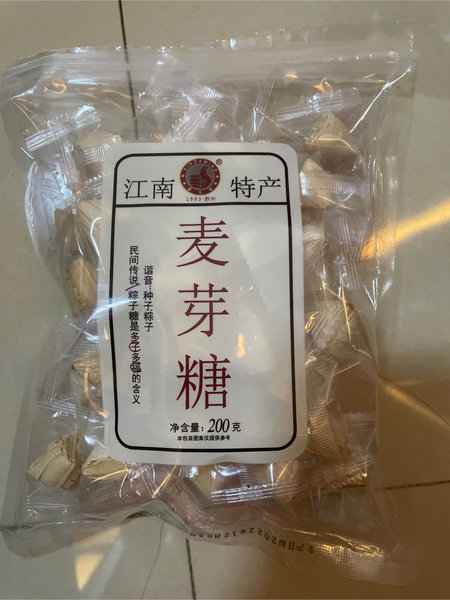 江南 特产
®
1993·苏州
麦芽糖
谐音:种子粽子
民间传说/粽子糖是多子多福的含义
净含量:200克
本包装图案仅提供参考